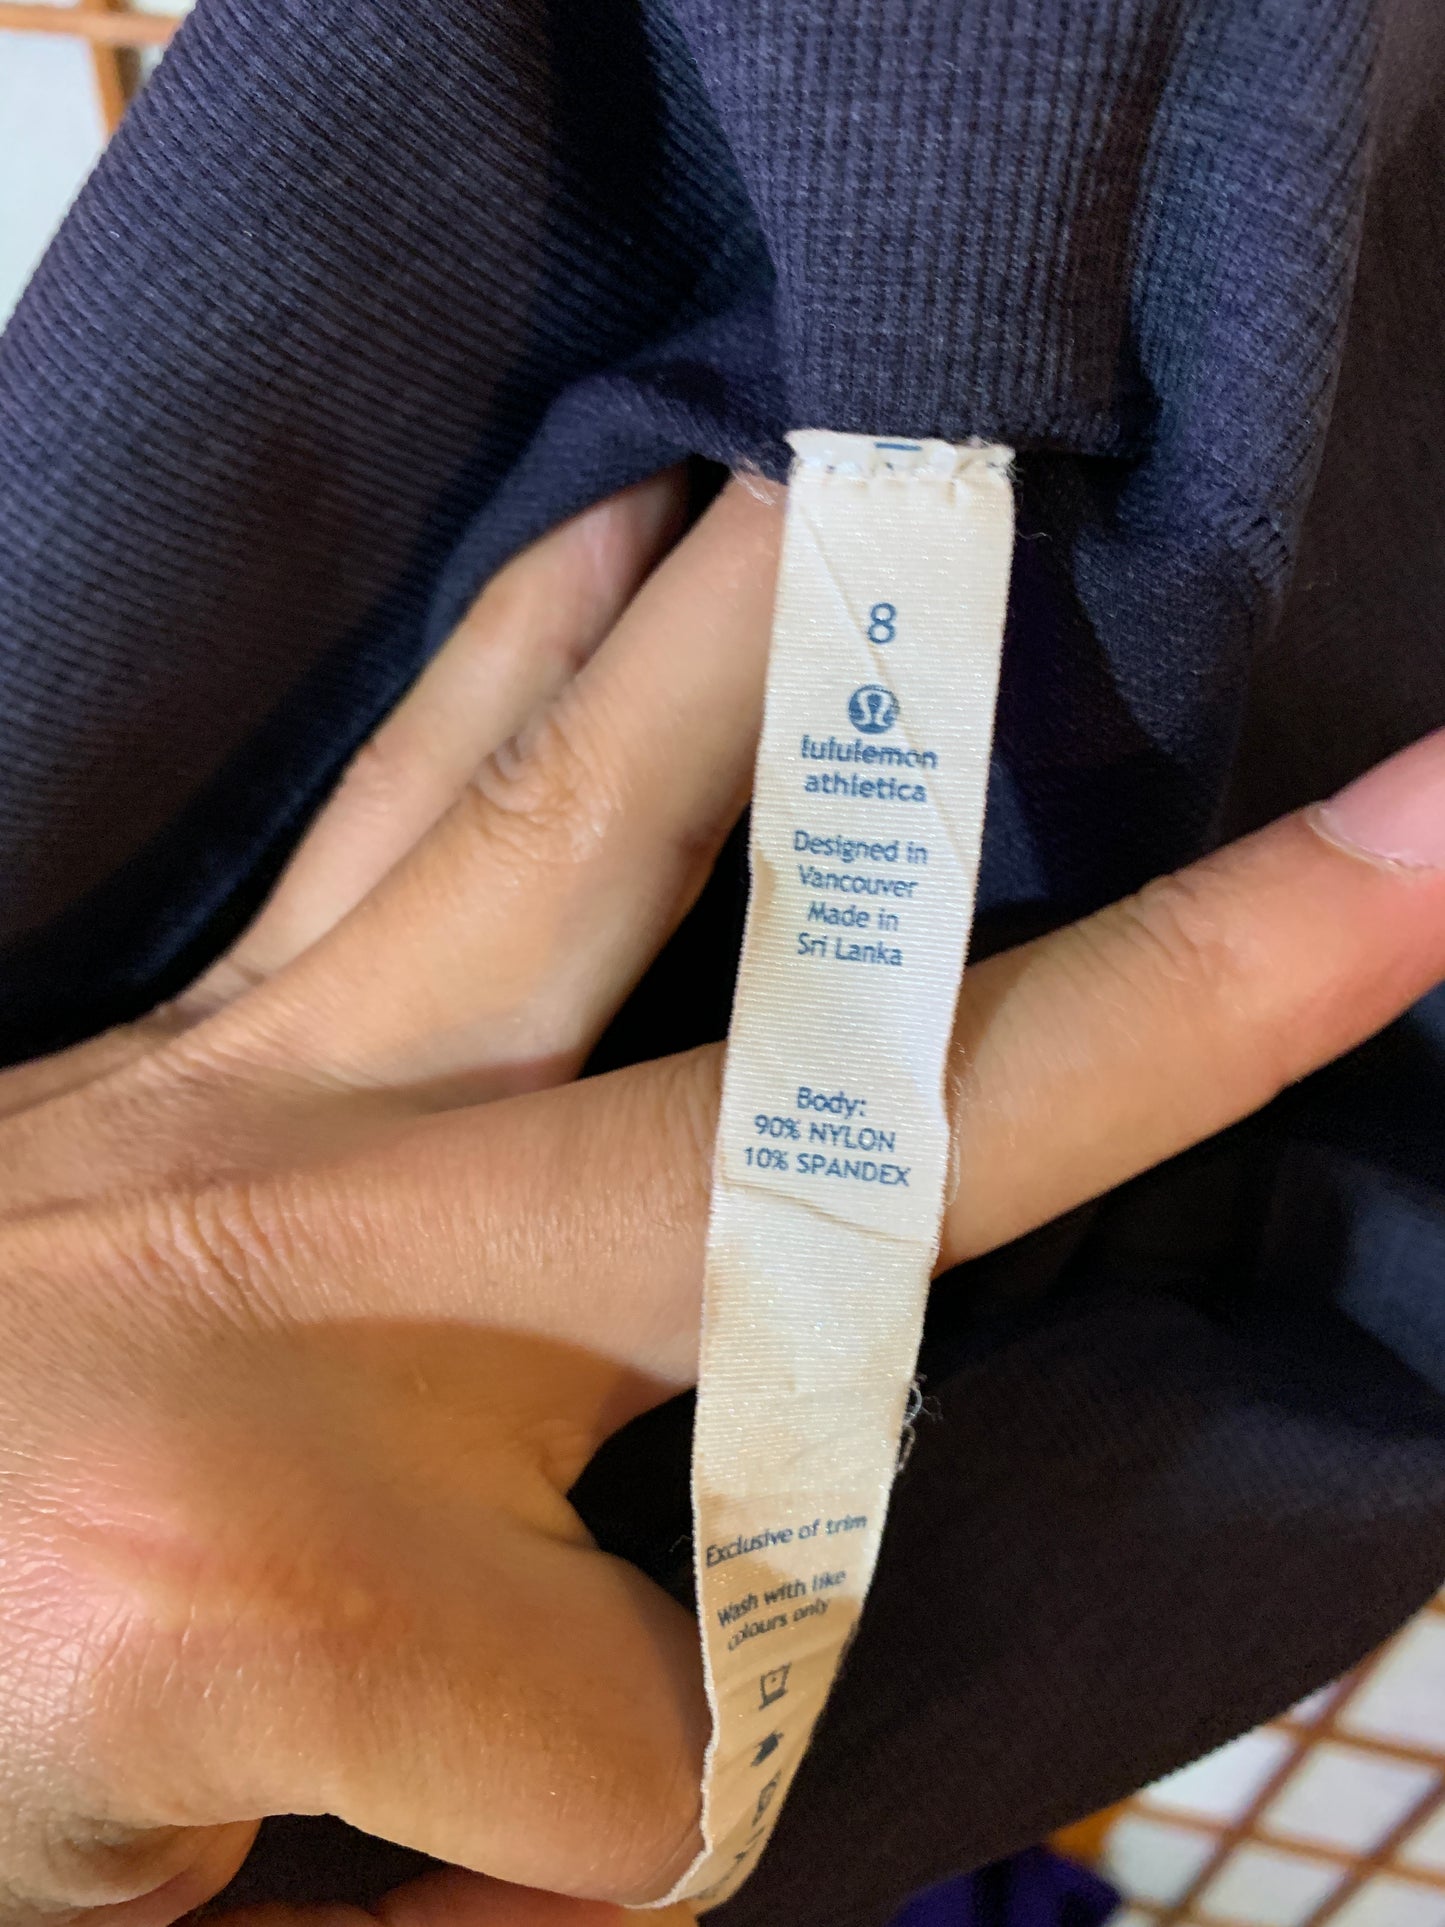 8
lululemon
athletica
Designed in
Vancouver
Made in
Sri Lanka
Body:
90% NYLON
10% SPANDEX
Exclusive of trim
Wash with like
colours only